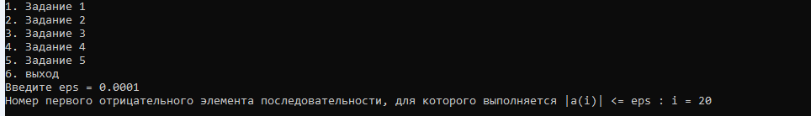 1. Задание 1
2. Задание 2
3. Задание 3
4. Задание 4
5. Задание 5
6. выход
Введите eps = 0.0001
Номер первого отрицательного элемента последовательности, для которого выполняется |a(i)| <= eps : i = 20